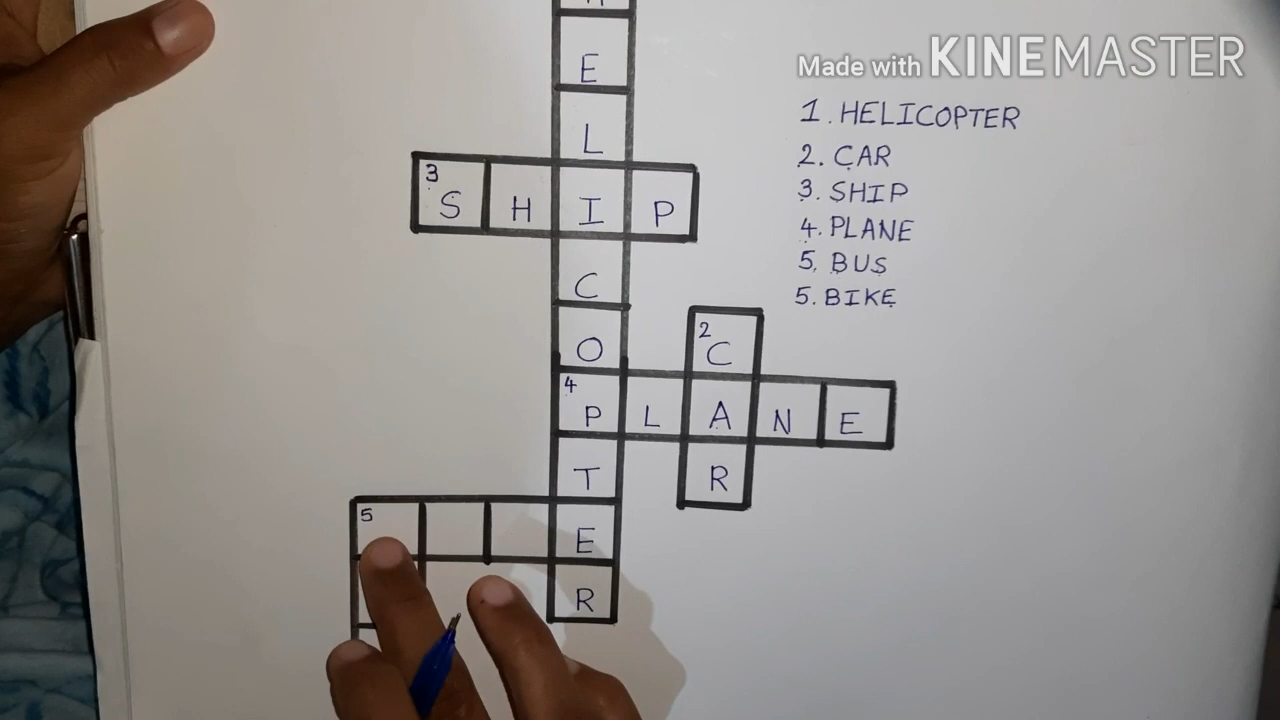 Made with KINEMASTER
1. HELICOPTER
2. CAR
3. SHIP
4. PLANE
5. BUS
5. BIKE
H
E
L
3
S H I P
C
2
O C
4
P L A N E
T R
5
E
R